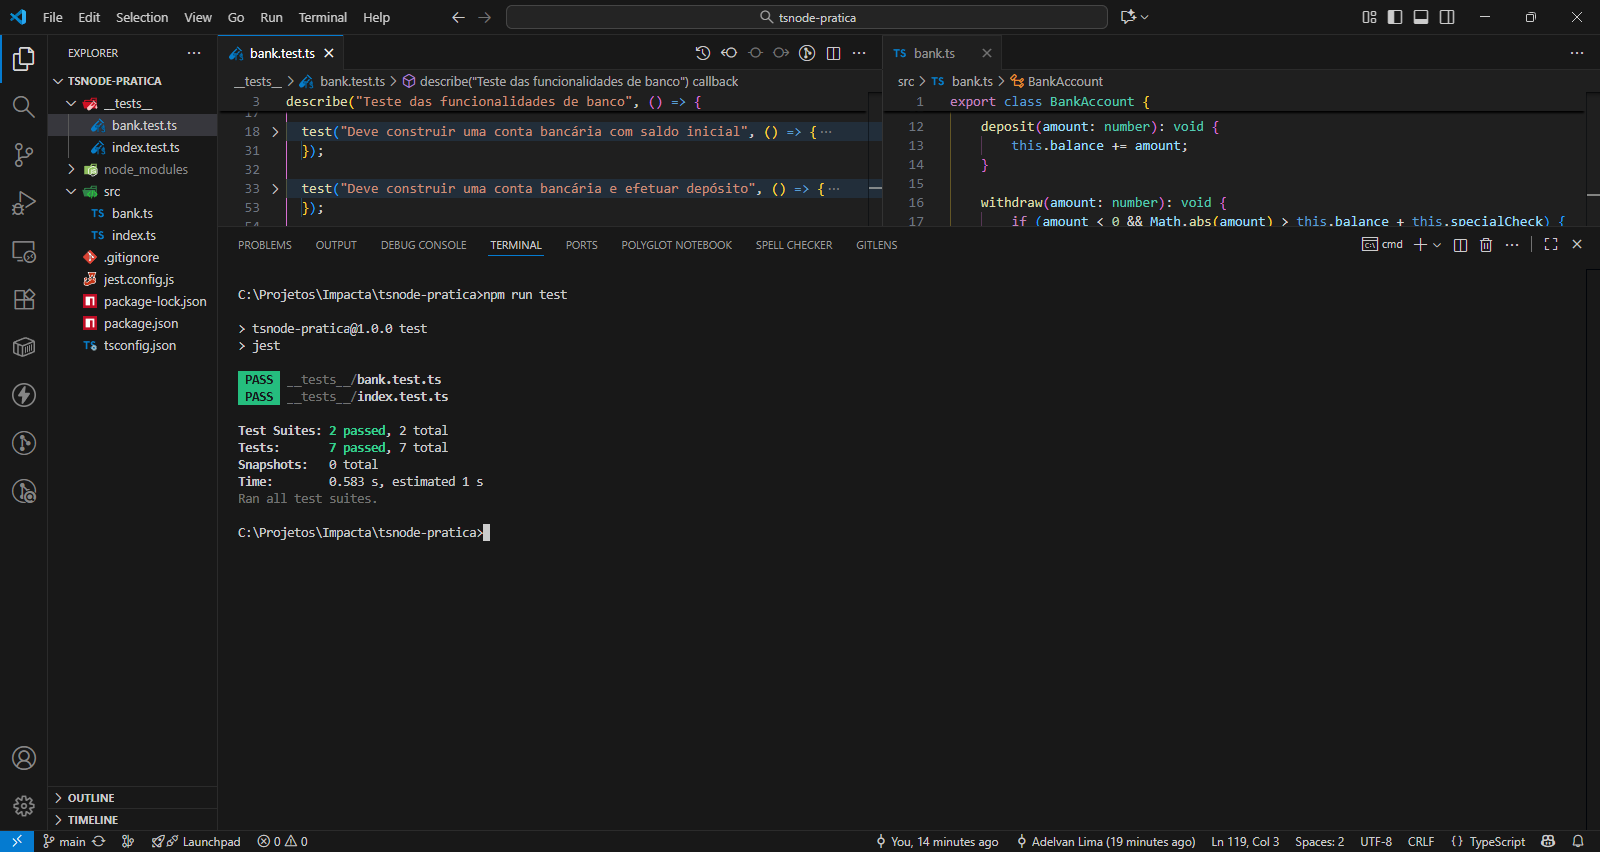 File Edit Selection View Go Run Terminal Help
tsnode-pratica
EXPLORER
TSNODE-PRATICA
__tests__
bank.test.ts
index.test.ts
node_modules
src
TS bank.ts
TS index.ts
.gitignore
jest.config.js
package-lock.json
package.json
TS tsconfig.json
OUTLINE
TIMELINE
bank.test.ts
__tests__ > bank.test.ts > describe("Teste das funcionalidades de banco") callback
3 describe("Teste das funcionalidades de banco", () => {
17
18 > test("Deve construir uma conta bancária com saldo inicial", () => {···
31 });
32
33 > test("Deve construir uma conta bancária e efetuar depósito", () => {···
53 });
54
TS bank.ts
src > TS bank.ts > BankAccount
1 export class BankAccount {
12 deposit(amount: number): void {
13 this.balance += amount;
14 }
15
16 withdraw(amount: number): void {
17 if (amount < 0 && Math.abs(amount) > this.balance + this.specialCheck) {
PROBLEMS OUTPUT DEBUG CONSOLE TERMINAL PORTS POLYGLOT NOTEBOOK SPELL CHECKER GITLENS
cmd
C:\Projetos\Impacta\tsnode-pratica>npm run test
> tsnode-pratica@1.0.0 test
> jest
PASS __tests__/bank.test.ts
PASS __tests__/index.test.ts
Test Suites: 2 passed, 2 total
Tests: 7 passed, 7 total
Snapshots: 0 total
Time: 0.583 s, estimated 1 s
Ran all test suites.
C:\Projetos\Impacta\tsnode-pratica>
main Launchpad 0 0 You, 14 minutes ago Adelvan Lima (19 minutes ago) Ln 119, Col 3 Spaces: 2 UTF-8 CRLF {} TypeScript